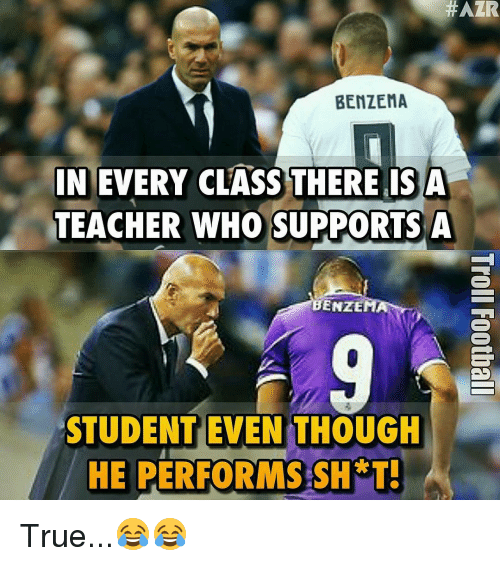 #AZR
BENZEMA
9
IN EVERY CLASS THERE IS A
TEACHER WHO SUPPORTS A
Troll Football
BENZEMA
9
STUDENT EVEN THOUGH
HE PERFORMS SH*T!
True...😂😂